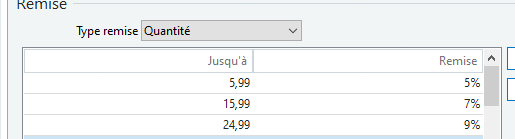 Remise
Type remise Quantité
Jusqu'à Remise
5,99 5%
15,99 7%
24,99 9%